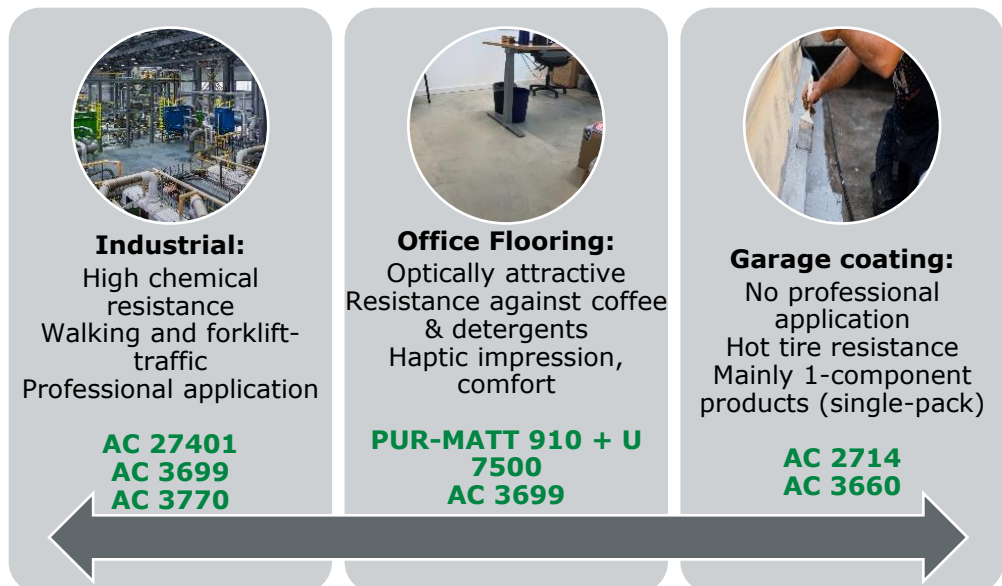 Industrial:
High chemical
resistance
Walking and forklift-
traffic
Professional application
AC 27401
AC 3699
AC 3770
Office Flooring:
Optically attractive
Resistance against coffee
& detergents
Haptic impression,
comfort
PUR-MATT 910 + U
7500
AC 3699
Garage coating:
No professional
application
Hot tire resistance
Mainly 1-component
products (single-pack)
AC 2714
AC 3660